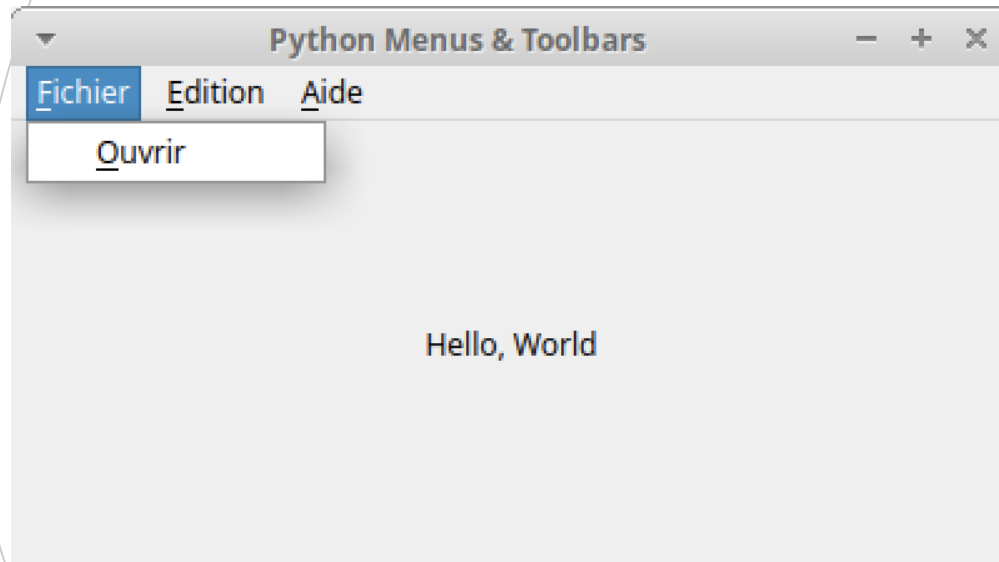 Python Menus & Toolbars
Fichier Edition Aide
Ouvrir
Hello, World